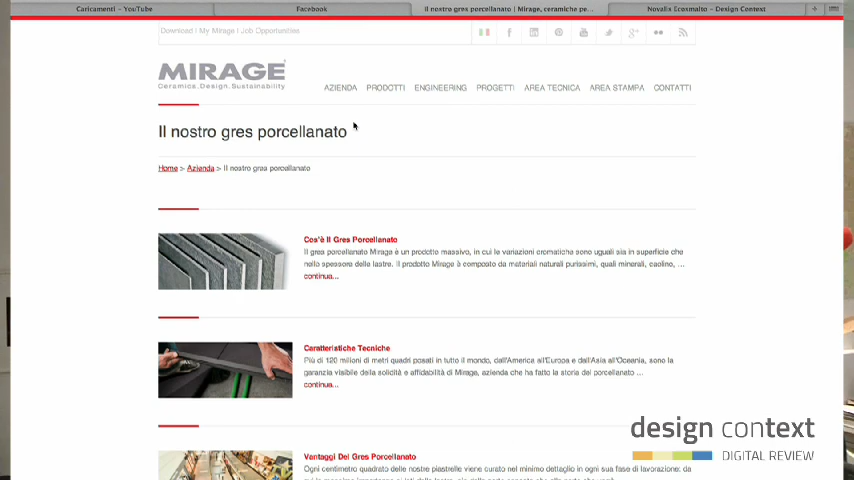 Caricamenti – YouTube
Facebook
Il nostro gres porcellanato | Mirage, ceramiche pe...
Novalis Ecosmalto – Design Context
Download | My Mirage | Job Opportunities
MIRAGE
Ceramics.Design.Sustainability
AZIENDA PRODOTTI ENGINEERING PROGETTI AREA TECNICA AREA STAMPA CONTATTI
Il nostro gres porcellanato
Home > Azienda > Il nostro gres porcellanato
Cos'è Il Gres Porcellanato
Il gres porcellanato Mirage è un prodotto massivo, in cui le variazioni cromatiche sono uguali sia in superficie che
nello spessore delle lastre. Il prodotto Mirage è composto da materiali naturali purissimi, quali minerali, caolino, ...
continua...
Caratteristiche Tecniche
Più di 120 milioni di metri quadri posati in tutto il mondo, dall'America all'Europa e dall'Asia all'Oceania, sono la
garanzia visibile della solidità e affidabilità di Mirage, azienda che ha fatto la storia del porcellanato ...
continua...
Vantaggi Del Gres Porcellanato
Ogni centimetro quadrato delle nostre piastrelle viene curato nel minimo dettaglio in ogni sua fase di lavorazione: da
design context
DIGITAL REVIEW